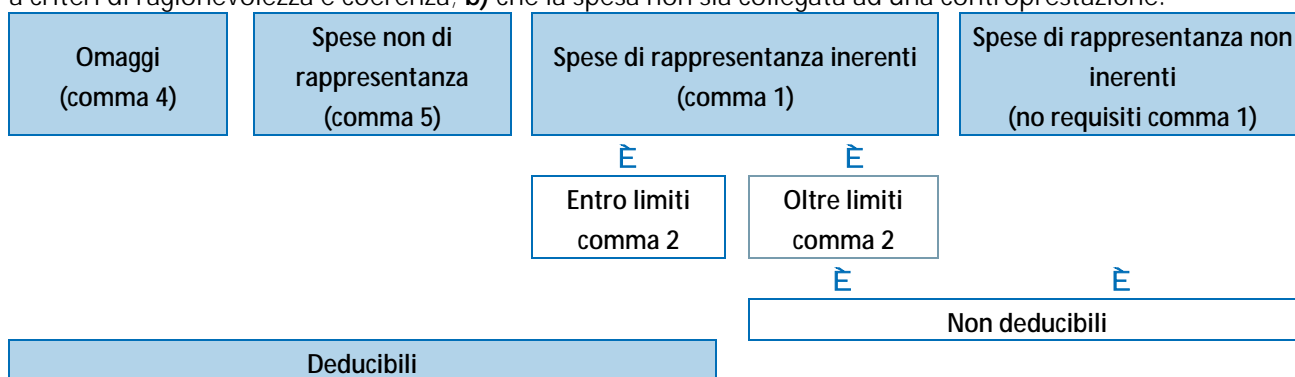 a criteri di ragionevolezza e coerenza; b) che la spesa non sia collegata ad una controprestazione.
Omaggi
(comma 4)
Spese non di
rappresentanza
(comma 5)
Spese di rappresentanza inerenti
(comma 1)
Spese di rappresentanza non
inerenti
(no requisiti comma 1)
È
È
Entro limiti
comma 2
Oltre limiti
comma 2
È
È
Non deducibili
Deducibili